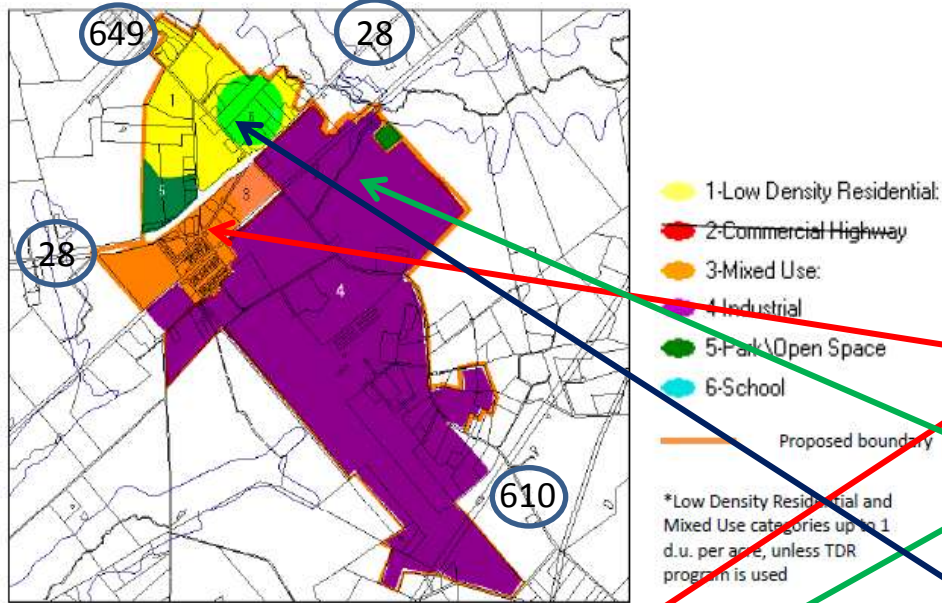 649
28
1
5
3
28
4
610
1-Low Density Residential:
2-Commercial Highway
3-Mixed Use:
4-Industrial
5-Park\Open Space
6-School
Proposed boundary
*Low Density Residential and
Mixed Use categories up to 1
d.u. per acre, unless TDR
program is used